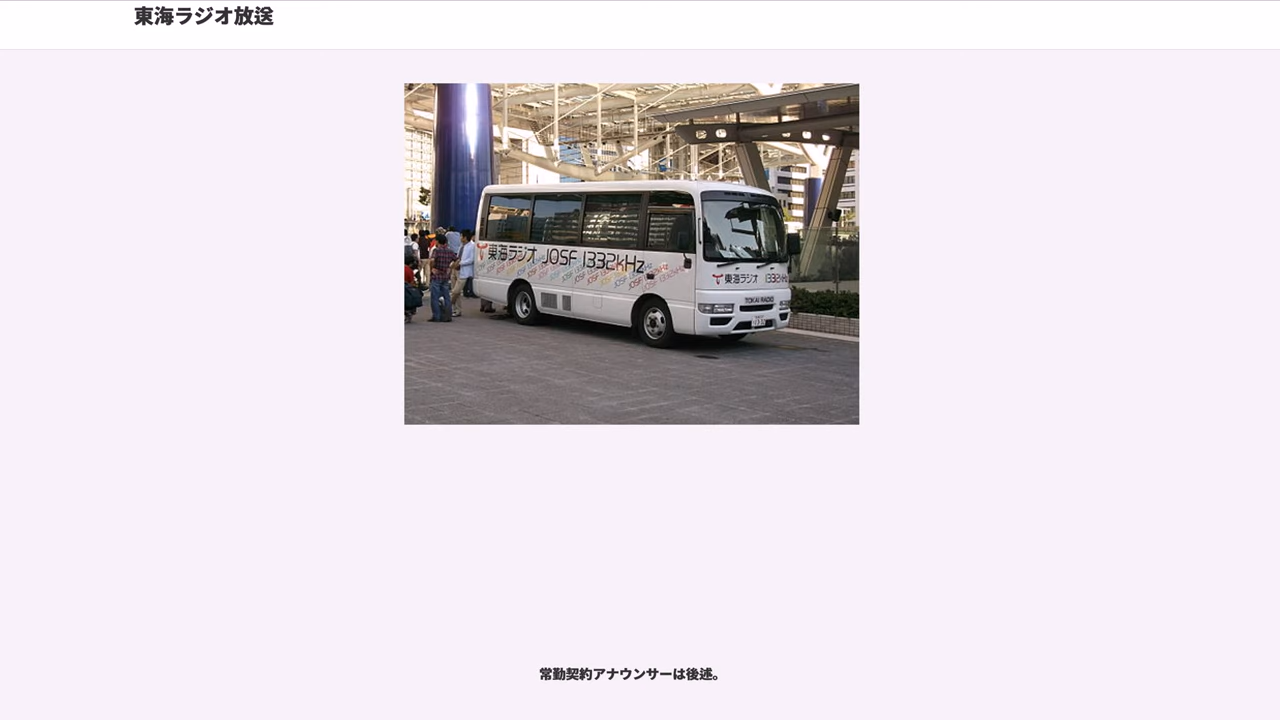 東海ラジオ放送
東海ラジオ JOSF 1332kHz
東海ラジオ 1332kHz
TOKAI RADIO
常勤契約アナウンサーは後述。